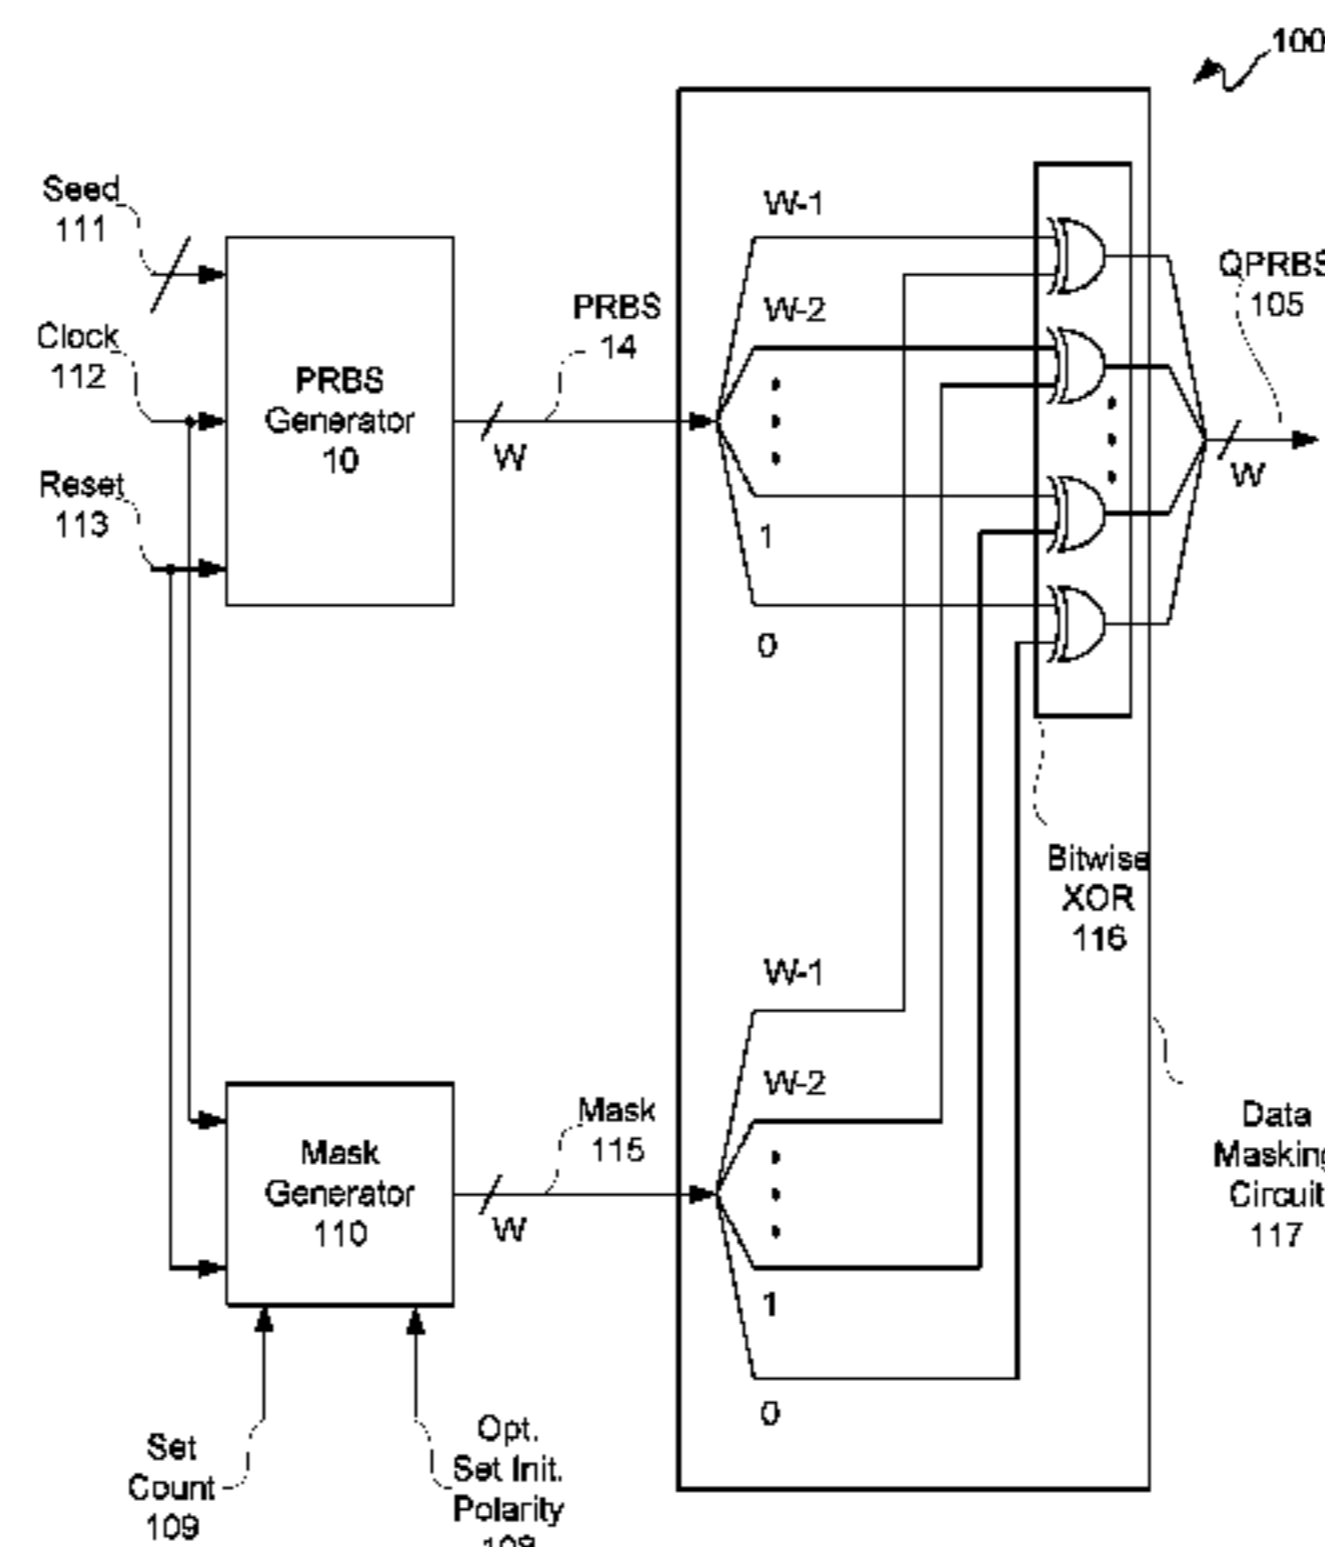 100
Seed
111
Clock
112
Reset
113
PRBS
Generator
10
PRBS
14
W
W-1
W-2
1
0
QPRBS
105
W
Bitwise
XOR
116
Mask
Generator
110
Mask
115
W
W-1
W-2
1
0
Data
Masking
Circuit
117
Set
Count
109
Opt.
Set Init.
Polarity
108